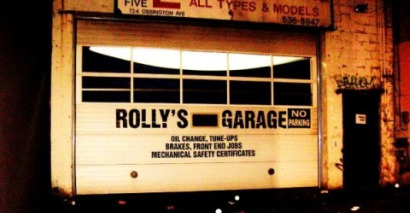 FIVE
ALL TYPES & MODELS
124 OSSINGTON AVE
536-5947
ROLLY'S GARAGE
NO
PARKING
OIL CHANGE, TUNE-UPS
BRAKES, FRONT END JOBS
MECHANICAL SAFETY CERTIFICATES